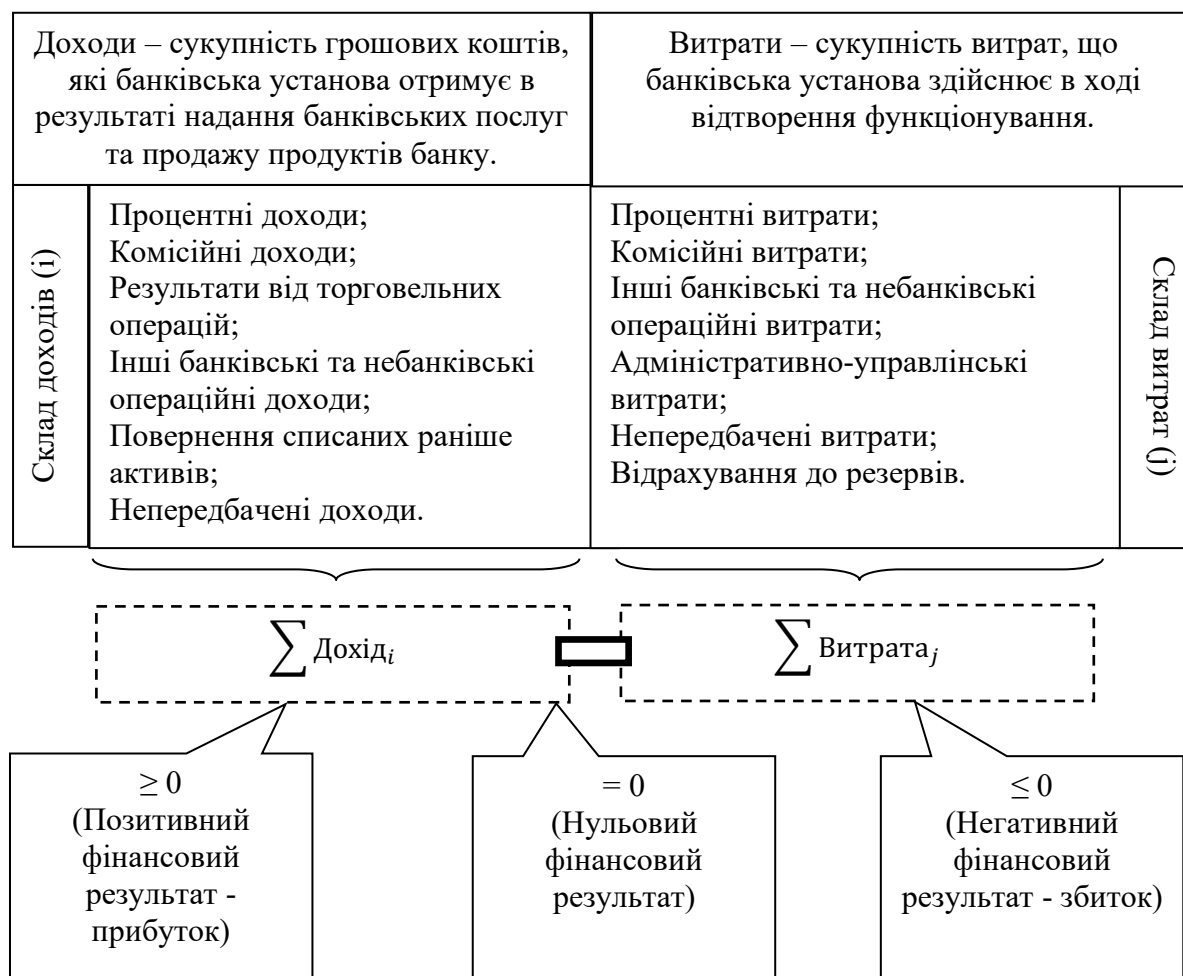 Доходи – сукупність грошових коштів,
які банківська установа отримує в
результаті надання банківських послуг
та продажу продуктів банку.
Витрати – сукупність витрат, що
банківська установа здійснює в ході
відтворення функціонування.
Склад доходів (і)
Процентні доходи;
Комісійні доходи;
Результати від торговельних
операцій;
Інші банківські та небанківські
операційні доходи;
Повернення списаних раніше
активів;
Непередбачені доходи.
Процентні витрати;
Комісійні витрати;
Інші банківські та небанківські
операційні витрати;
Адміністративно-управлінські
витрати;
Непередбачені витрати;
Відрахування до резервів.
Склад витрат (j)
∑ Дохідᵢ
∑ Витратаⱼ
≥ 0
(Позитивний
фінансовий
результат -
прибуток)
= 0
(Нульовий
фінансовий
результат)
≤ 0
(Негативний
фінансовий
результат - збиток)